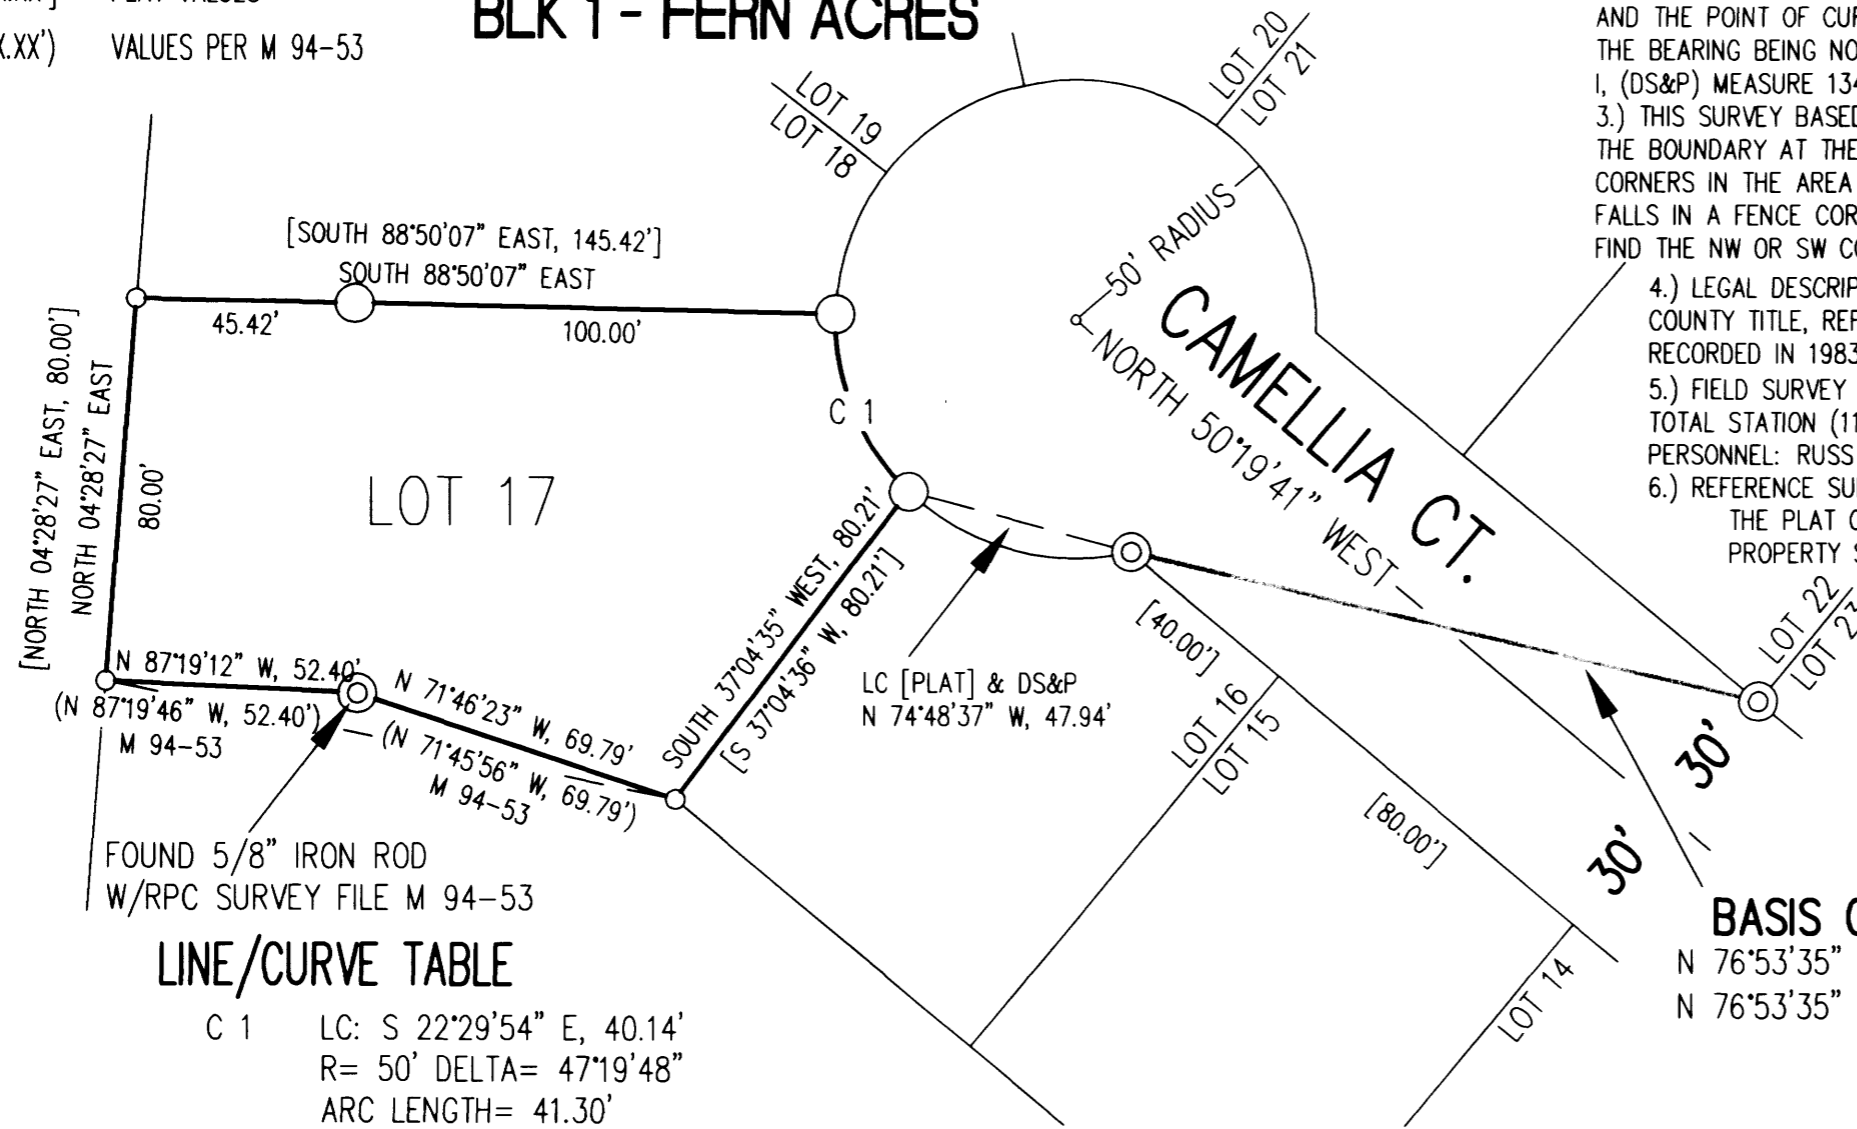 PLAT VALUES
X.XX') VALUES PER M 94-53
BLK 1 - FERN ACRES
AND THE POINT OF CUR
THE BEARING BEING NO
I, (DS&P) MEASURE 134
3.) THIS SURVEY BASED
THE BOUNDARY AT THE
CORNERS IN THE AREA
FALLS IN A FENCE COR
FIND THE NW OR SW CO
4.) LEGAL DESCRIP
COUNTY TITLE, REF
RECORDED IN 1983
5.) FIELD SURVEY
TOTAL STATION (11
PERSONNEL: RUSS
6.) REFERENCE SU
THE PLAT O
PROPERTY S
LOT 20
LOT 21
LOT 19
LOT 18
50' RADIUS
CAMELLIA CT.
NORTH 50°19'41" WEST
[SOUTH 88°50'07" EAST, 145.42']
SOUTH 88°50'07" EAST
45.42'
100.00'
C 1
[NORTH 04°28'27" EAST, 80.00']
NORTH 04°28'27" EAST
80.00'
LOT 17
SOUTH 37°04'35" WEST, 80.21'
[S 37°04'36" W, 80.21']
LC [PLAT] & DS&P
N 74°48'37" W, 47.94'
[40.00']
LOT 16
LOT 15
[80.00']
LOT 14
LOT 22
LOT 23
30'
30'
N 87°19'12" W, 52.40'
(N 87°19'46" W, 52.40')
M 94-53
N 71°46'23" W, 69.79'
(N 71°45'56" W, 69.79')
M 94-53
FOUND 5/8" IRON ROD
W/RPC SURVEY FILE M 94-53
BASIS O
N 76°53'35"
N 76°53'35"
LINE/CURVE TABLE
C 1 LC: S 22°29'54" E, 40.14'
R= 50' DELTA= 47°19'48"
ARC LENGTH= 41.30'